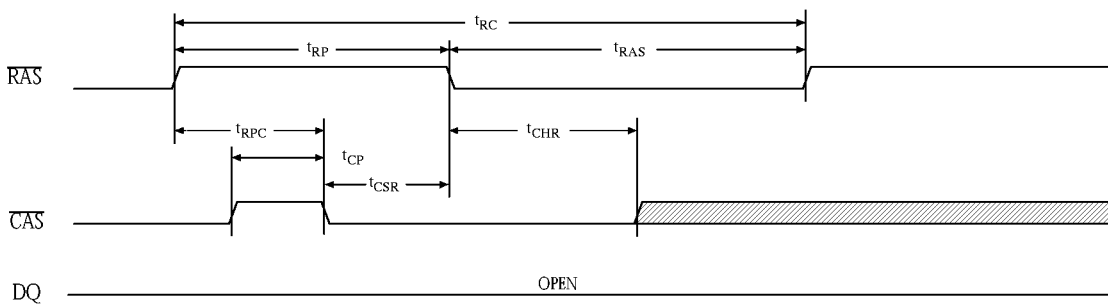 tRC
tRP
tRAS
RAS
tRPC
tCHR
tCP
tCSR
CAS
OPEN
DQ